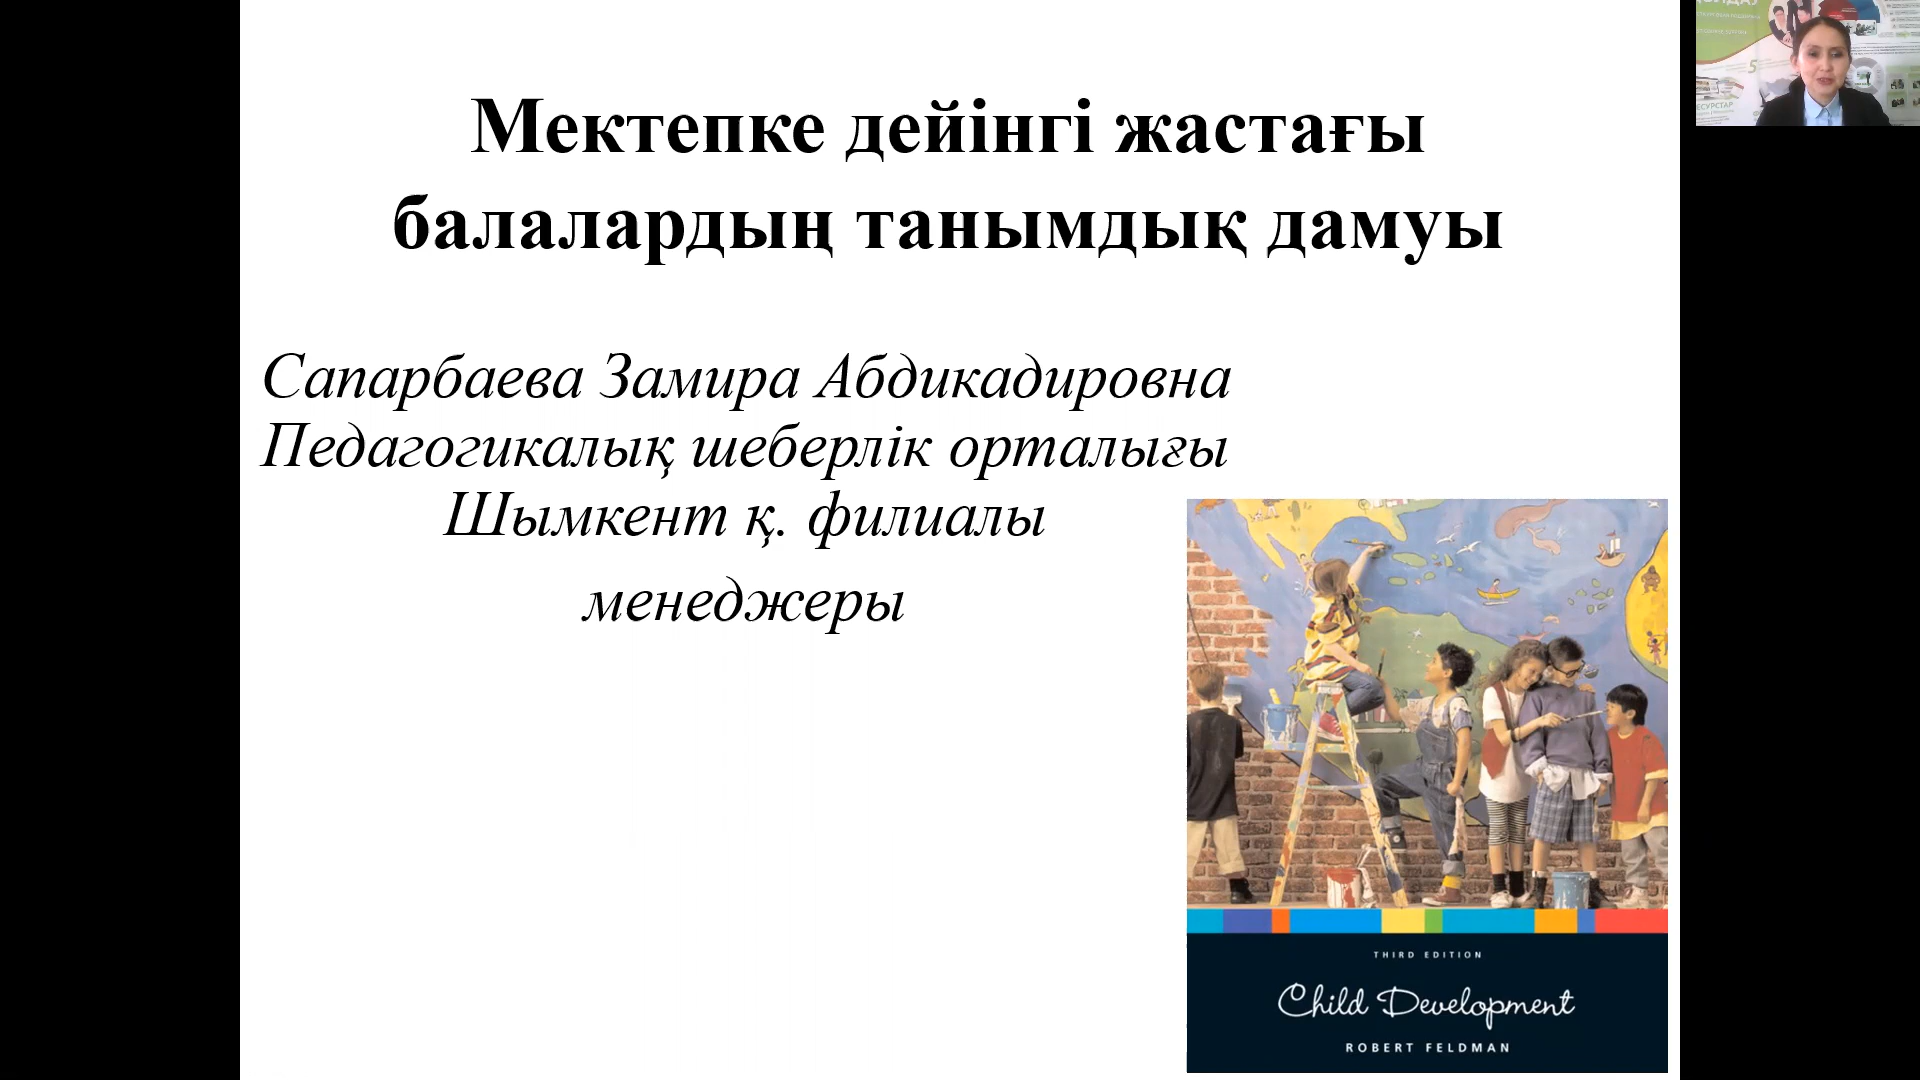 Мектепке дейінгі жастағы
балалардың танымдық дамуы
Сапарбаева Замира Абдикадировна
Педагогикалық шеберлік орталығы
Шымкент қ. филиалы
менеджеры
THIRD EDITION
Child Development
ROBERT FELDMAN
5